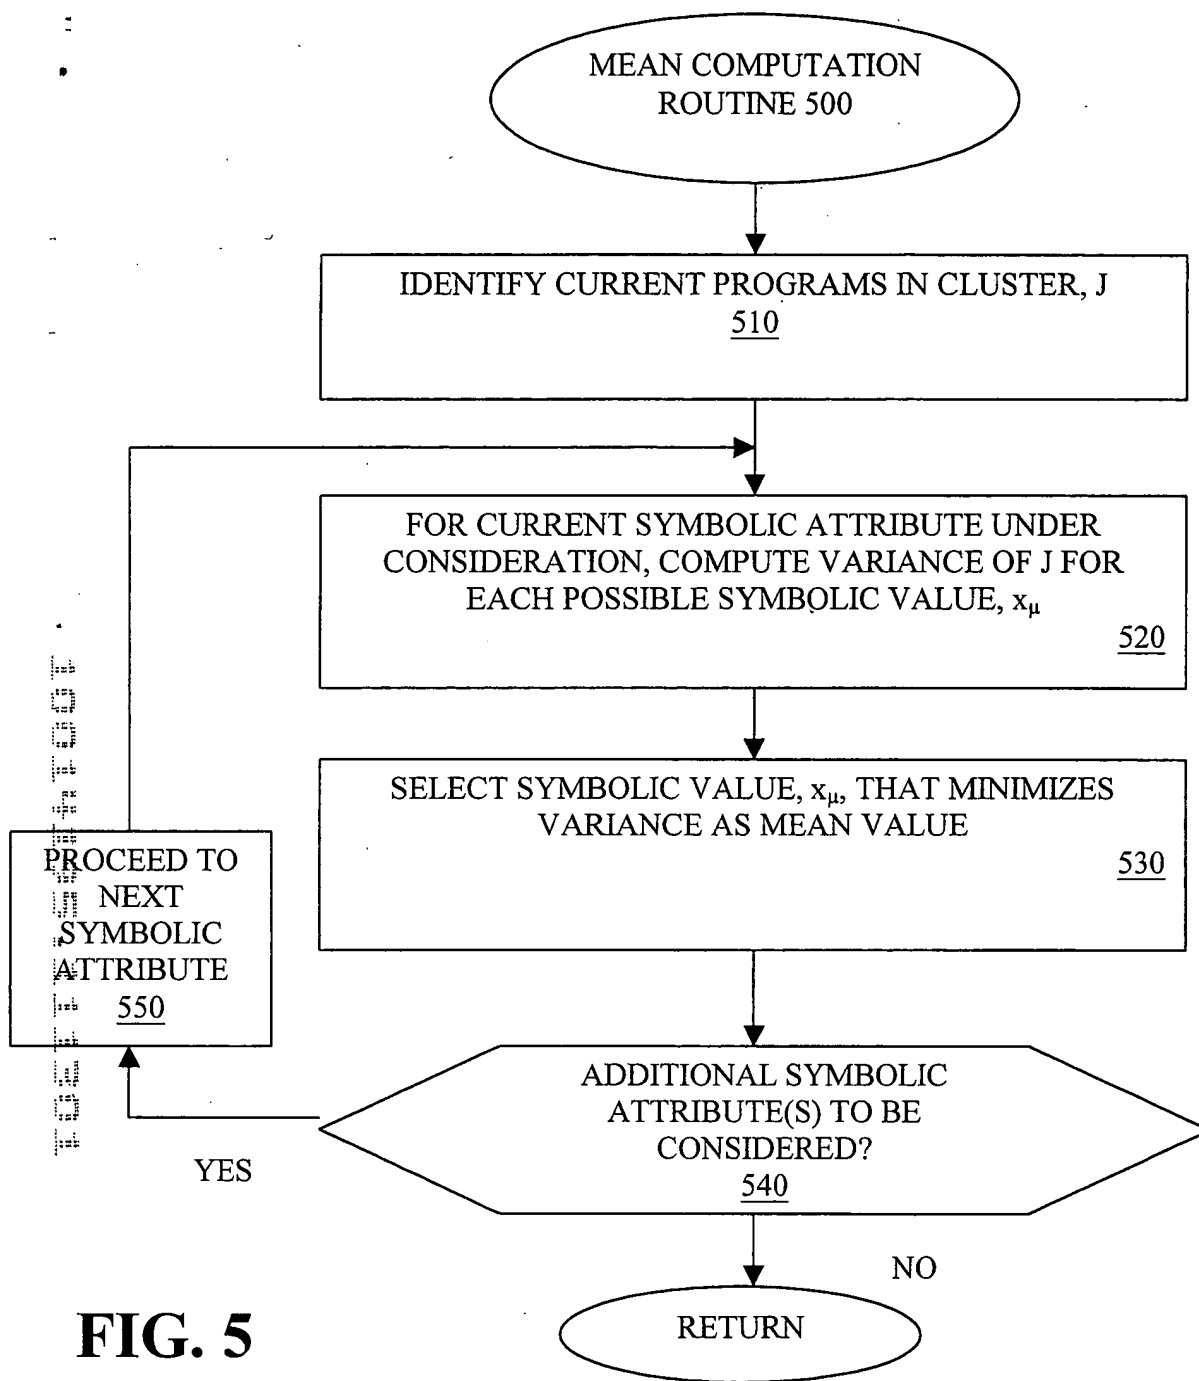 MEAN COMPUTATION
ROUTINE 500
IDENTIFY CURRENT PROGRAMS IN CLUSTER, J
510
FOR CURRENT SYMBOLIC ATTRIBUTE UNDER
CONSIDERATION, COMPUTE VARIANCE OF J FOR
EACH POSSIBLE SYMBOLIC VALUE, xμ
520
SELECT SYMBOLIC VALUE, xμ, THAT MINIMIZES
VARIANCE AS MEAN VALUE
530
PROCEED TO
NEXT
SYMBOLIC
ATTRIBUTE
550
ADDITIONAL SYMBOLIC
ATTRIBUTE(S) TO BE
CONSIDERED?
540
YES
NO
RETURN
FIG. 5